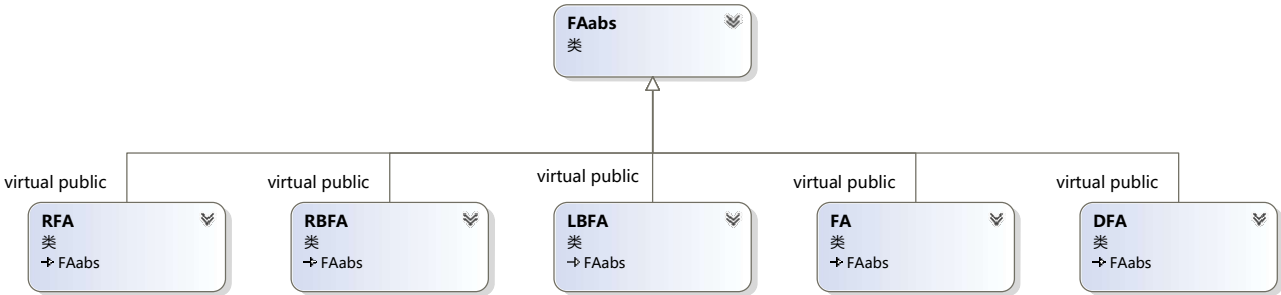 FAabs
类
virtual public
virtual public
virtual public
virtual public
virtual public
RFA
类
FAabs
RBFA
类
FAabs
LBFA
类
FAabs
FA
类
FAabs
DFA
类
FAabs